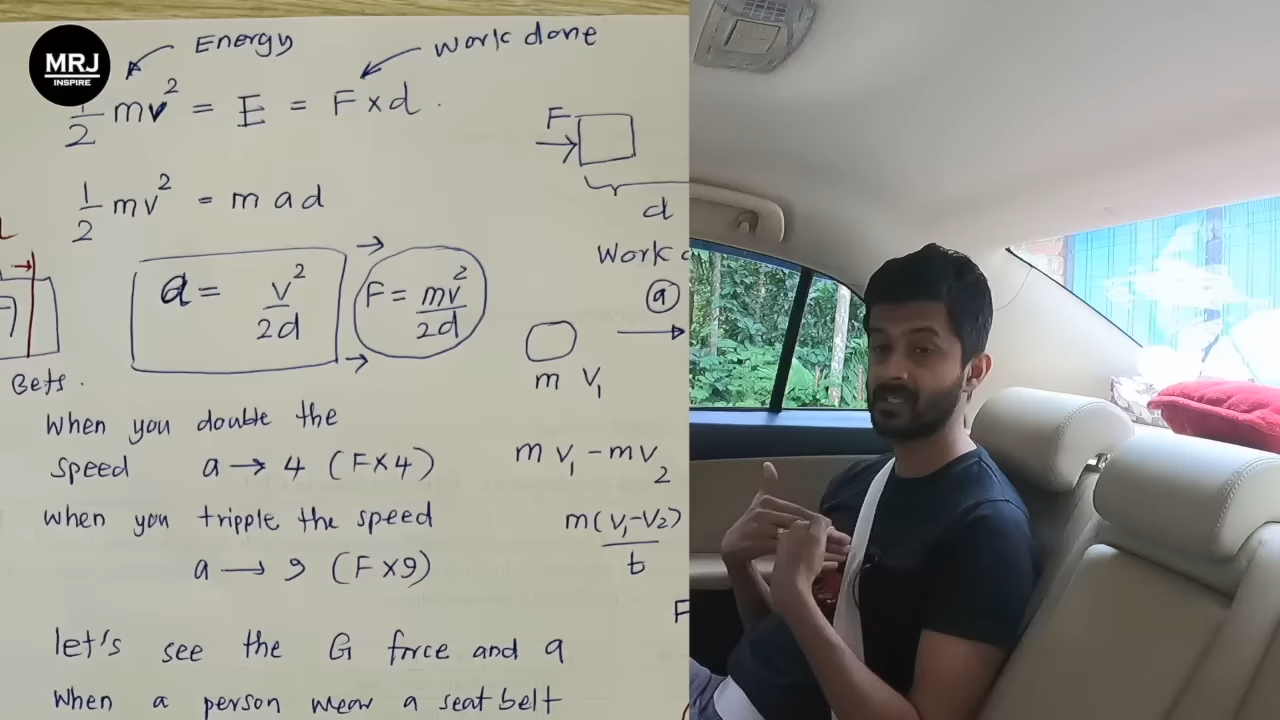 MRJ
INSPIRE
Energy
Work done
1/2 mv² = E = F × d.
F
1/2 mv² = m a d
d
Work
a = v²/2d
F = mv²/2d
a
m V₁
Bets.
When you double the
speed a → 4 (F×4)
m V₁ - m V₂
when you tripple the speed
m(V₁-V₂)/t
a → 9 (F×9)
F
let's see the G force and a
when a person wear a seat belt